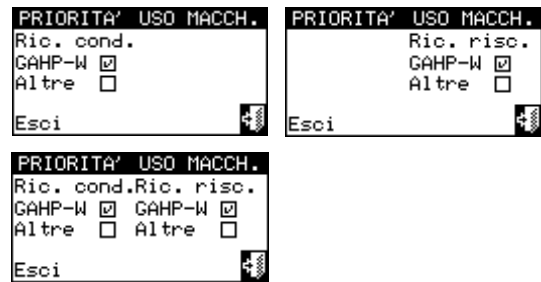 PRIORITA' USO MACCH.
Ric. cond.
GAHP-W
Altre
Esci
PRIORITA' USO MACCH.
Ric. risc.
GAHP-W
Altre
Esci
PRIORITA' USO MACCH.
Ric. cond.Ric. risc.
GAHP-W GAHP-W
Altre Altre
Esci